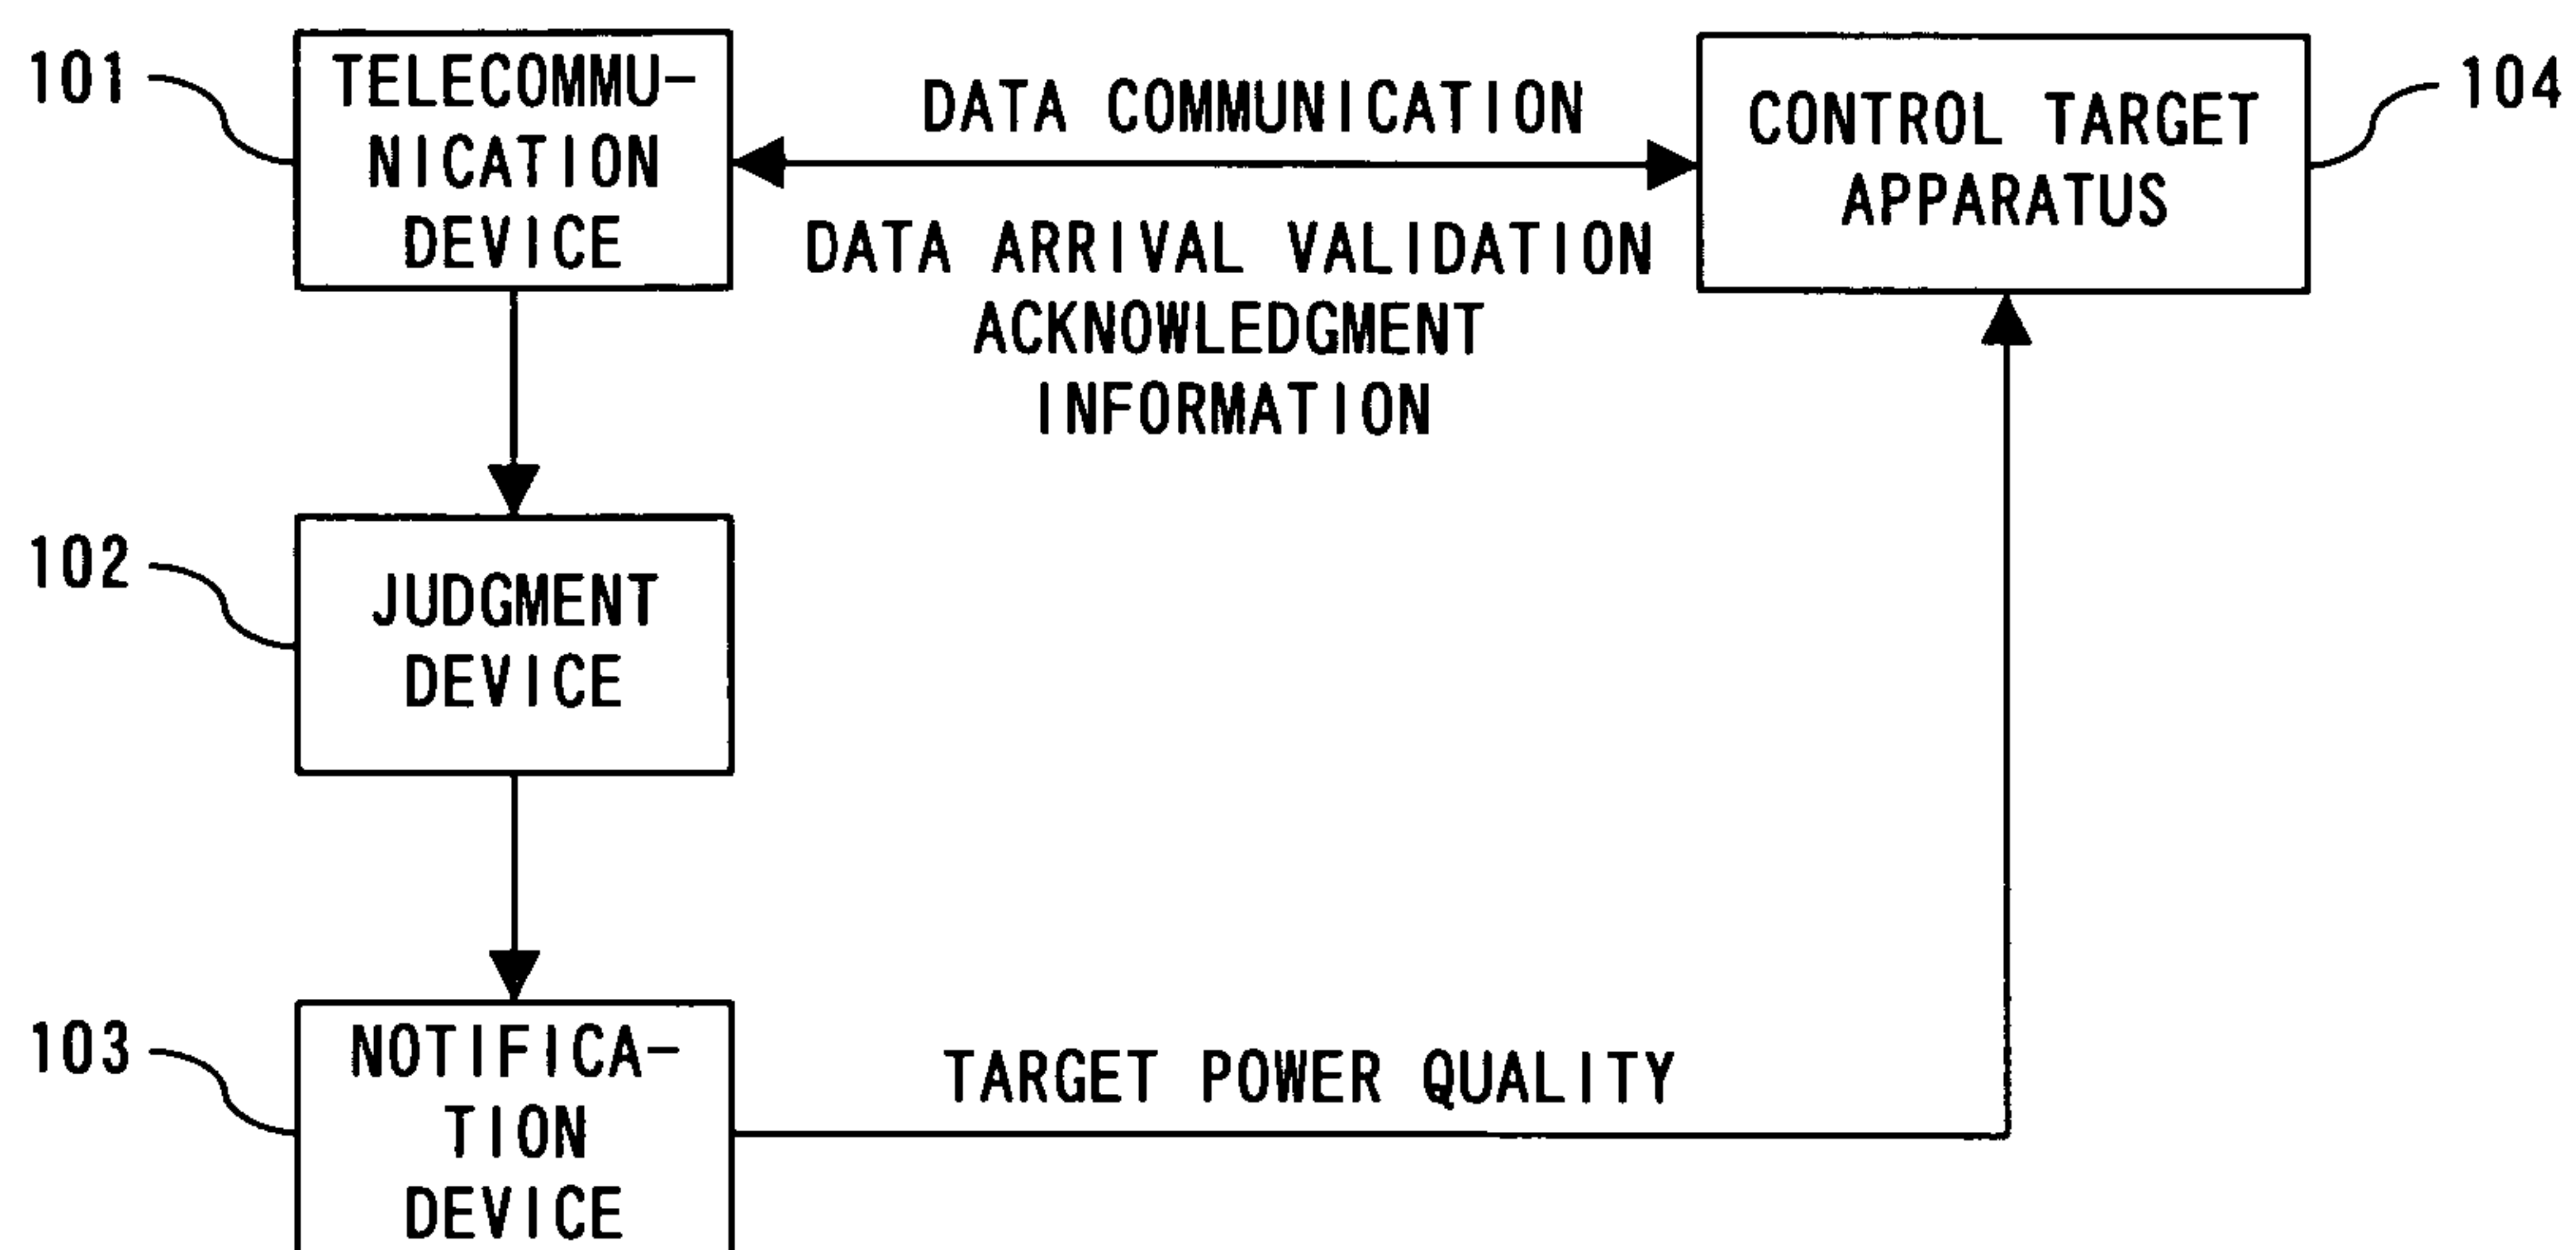 101
TELECOMMU-
NICATION
DEVICE
DATA COMMUNICATION
DATA ARRIVAL VALIDATION
ACKNOWLEDGMENT
INFORMATION
CONTROL TARGET
APPARATUS
104
102
JUDGMENT
DEVICE
103
NOTIFICA-
TION
DEVICE
TARGET POWER QUALITY